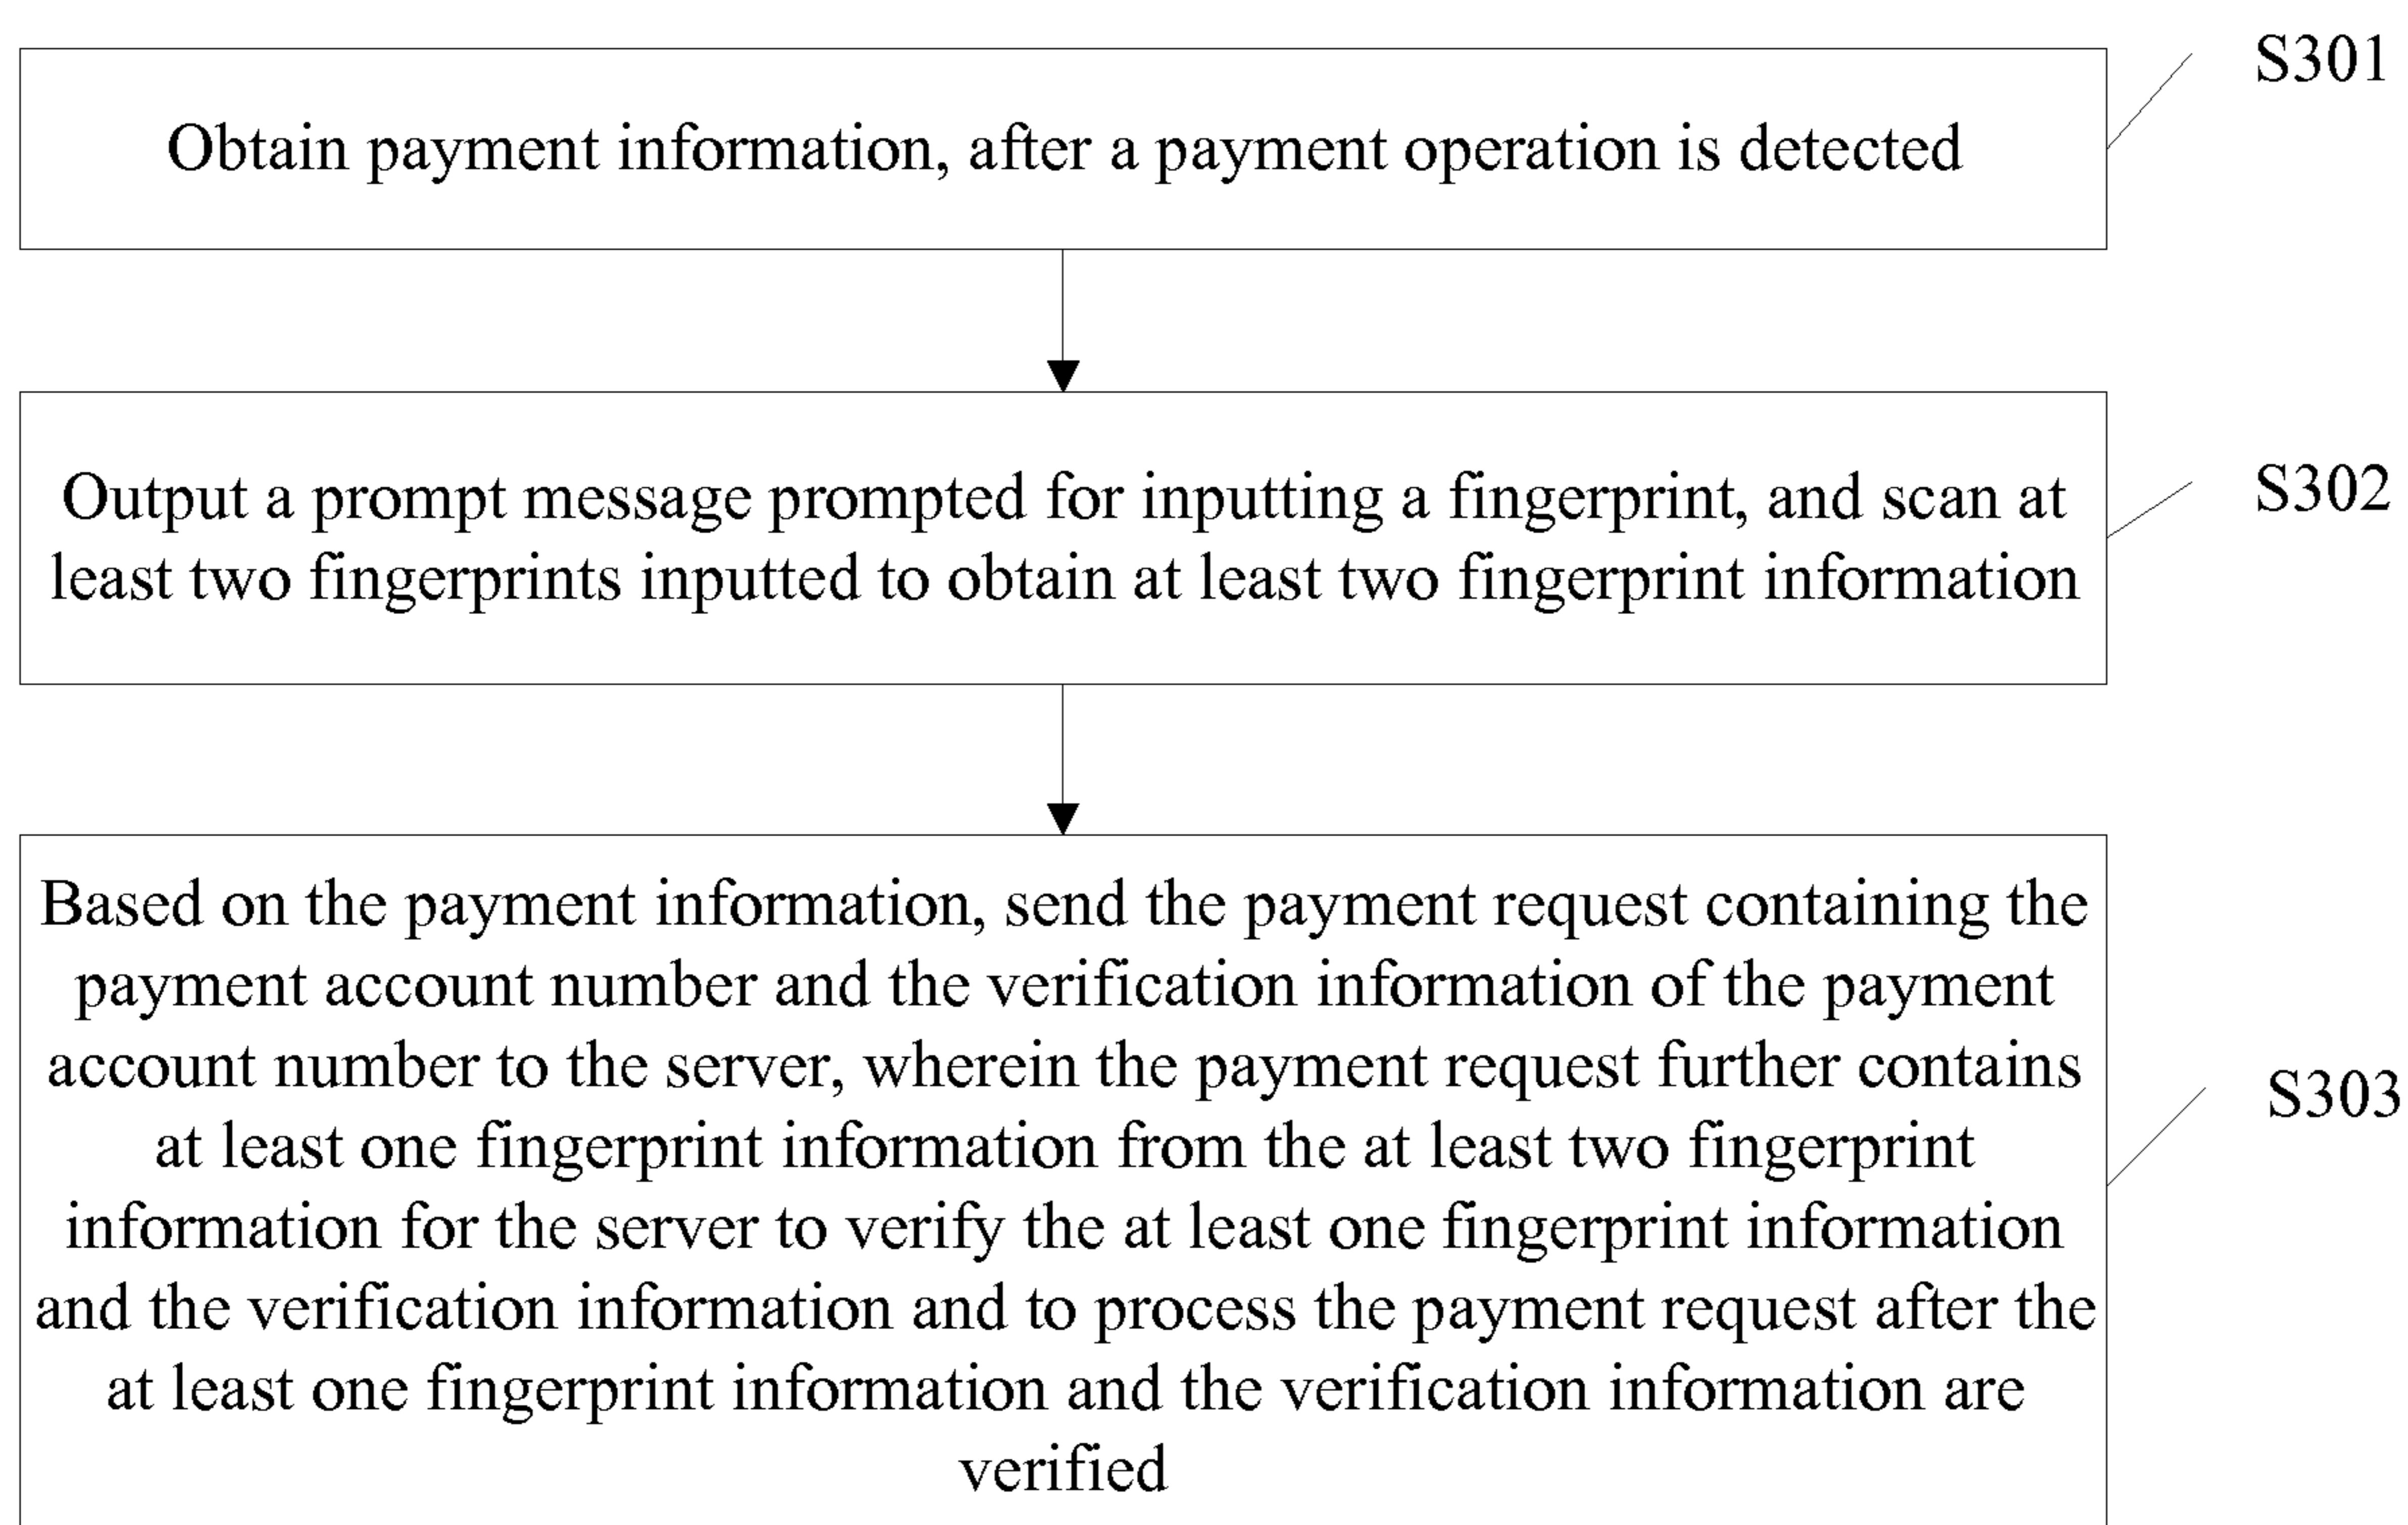 S301
Obtain payment information, after a payment operation is detected
Output a prompt message prompted for inputting a fingerprint, and scan at
least two fingerprints inputted to obtain at least two fingerprint information
S302
Based on the payment information, send the payment request containing the
payment account number and the verification information of the payment
account number to the server, wherein the payment request further contains
at least one fingerprint information from the at least two fingerprint
information for the server to verify the at least one fingerprint information
and the verification information and to process the payment request after the
at least one fingerprint information and the verification information are
verified
S303